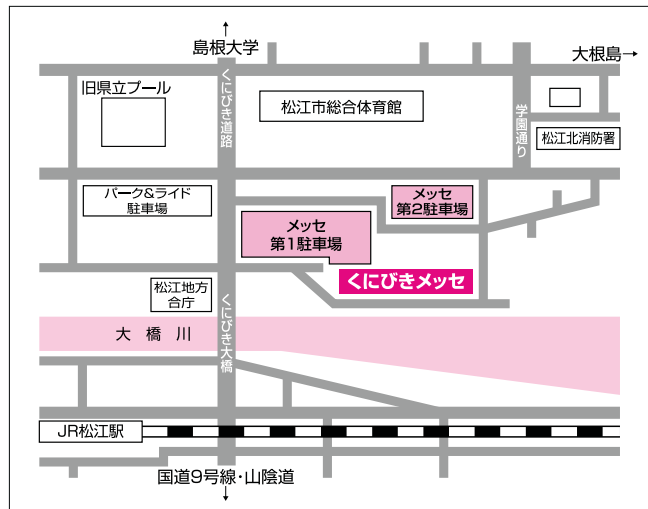 島根大学
大根島→
旧県立プール
くにびき道路
松江市総合体育館
学園通り
松江北消防署
パーク&ライド
駐車場
メッセ
第2駐車場
メッセ
第1駐車場
くにびきメッセ
松江地方
合庁
くにびき大橋
大橋川
JR松江駅
国道9号線・山陰道